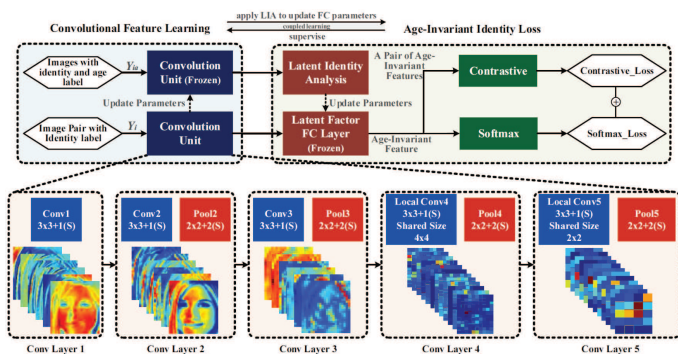 Convolutional Feature Learning
apply LIA to update FC parameters
coupled learning
supervise
Age-Invariant Identity Loss
Images with
identity and age
label
Yia
Convolution
Unit (Frozen)
Latent Identity
Analysis
A Pair of Age-
Invariant
Features
Contrastive
Contrastive_Loss
Update Parameters
Update Parameters
+
Image Pair with
Identity label
Yi
Convolution
Unit
Latent Factor
FC Layer
(Frozen)
Age-Invariant
Feature
Softmax
Softmax_Loss
Conv1
3x3+1(S)
Conv2
3x3+1(S)
Pool2
2x2+2(S)
Conv3
3x3+1(S)
Pool3
2x2+2(S)
Local Conv4
3x3+1(S)
Shared Size
4x4
Pool4
2x2+2(S)
Local Conv5
3x3+1(S)
Shared Size
2x2
Pool5
2x2+2(S)
Conv Layer 1
Conv Layer 2
Conv Layer 3
Conv Layer 4
Conv Layer 5